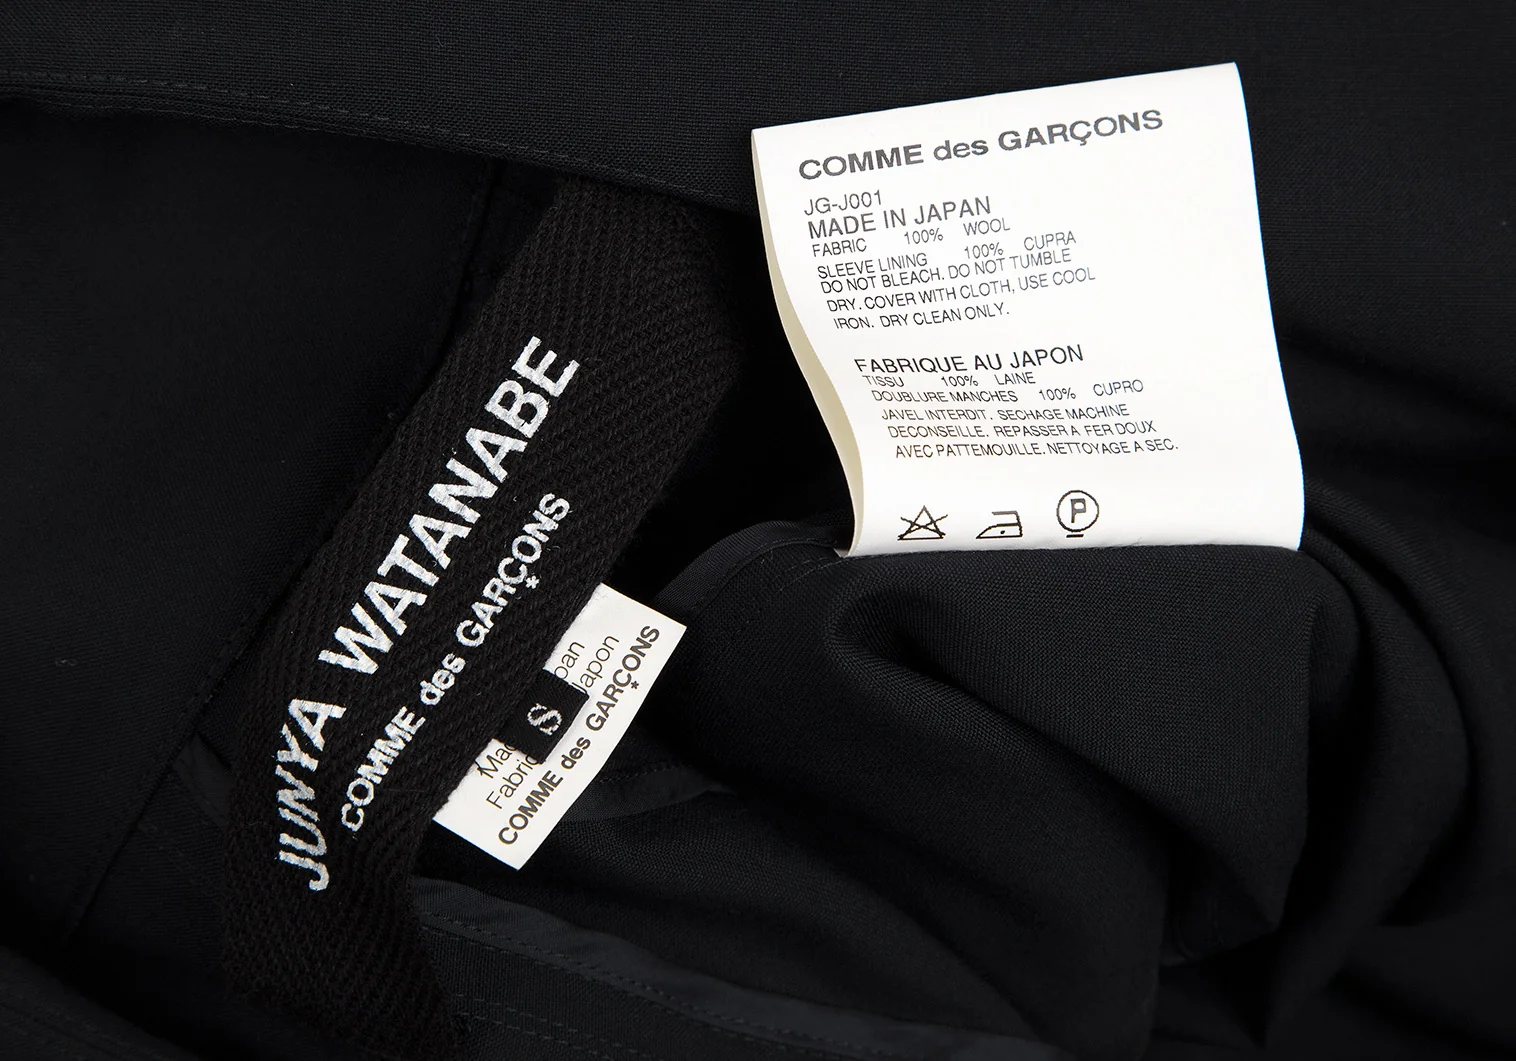 JUNYA WATANABE
COMME des GARÇONS
S
pan
Japon
COMME des GARÇONS
COMME des GARÇONS
JG-J001
MADE IN JAPAN
FABRIC 100% WOOL
SLEEVE LINING 100% CUPRA
DO NOT BLEACH. DO NOT TUMBLE
DRY. COVER WITH CLOTH, USE COOL
IRON. DRY CLEAN ONLY.
FABRIQUE AU JAPON
TISSU 100% LAINE
DOUBLURE MANCHES 100% CUPRO
JAVEL INTERDIT. SECHAGE MACHINE
DECONSEILLE. REPASSER A FER DOUX
AVEC PATTEMOUILLE. NETTOYAGE A SEC.
P